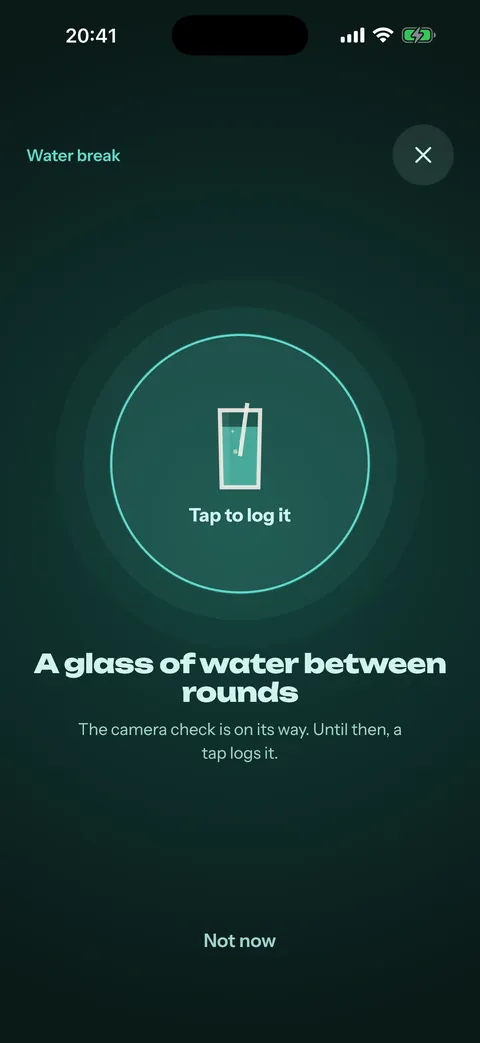 20:41
Water break
Tap to log it
A glass of water between
rounds
The camera check is on its way. Until then, a
tap logs it.
Not now